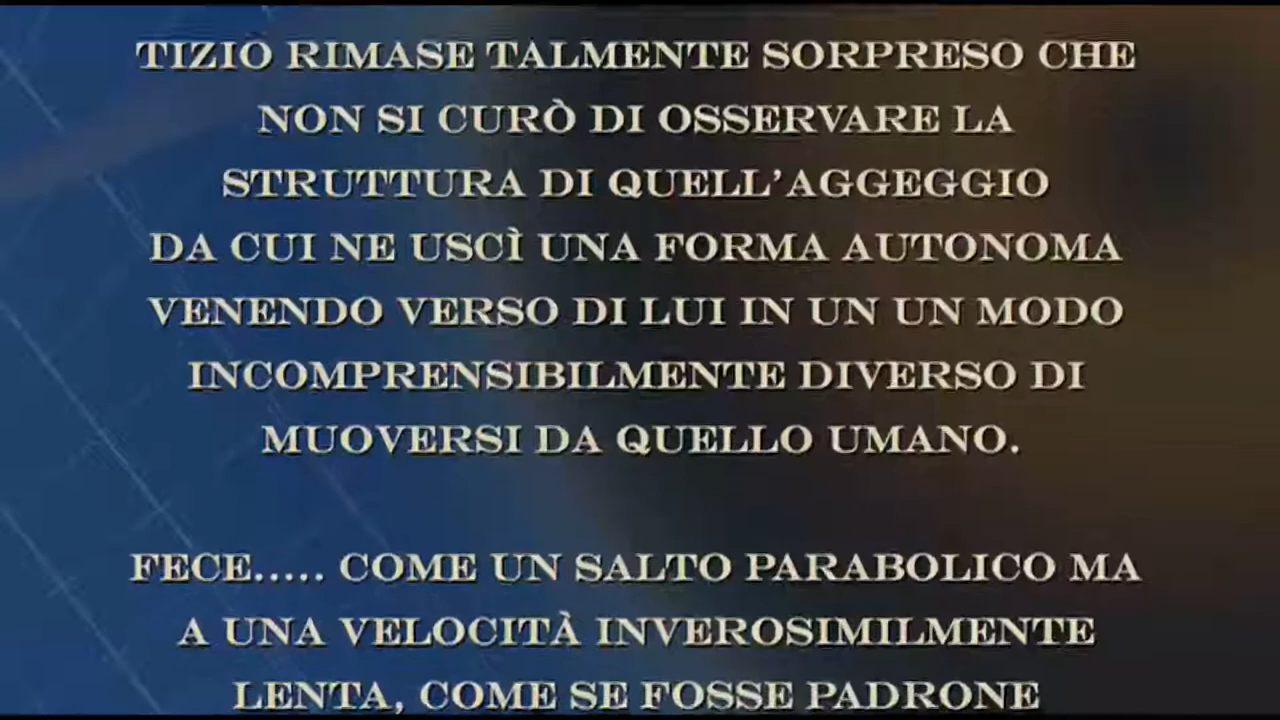 TIZIO RIMASE TALMENTE SORPRESO CHE
NON SI CURÒ DI OSSERVARE LA
STRUTTURA DI QUELL'AGGEGGIO
DA CUI NE USCÌ UNA FORMA AUTONOMA
VENENDO VERSO DI LUI IN UN UN MODO
INCOMPRENSIBILMENTE DIVERSO DI
MUOVERSI DA QUELLO UMANO.
FECE..... COME UN SALTO PARABOLICO MA
A UNA VELOCITÀ INVEROSIMILMENTE
LENTA, COME SE FOSSE PADRONE